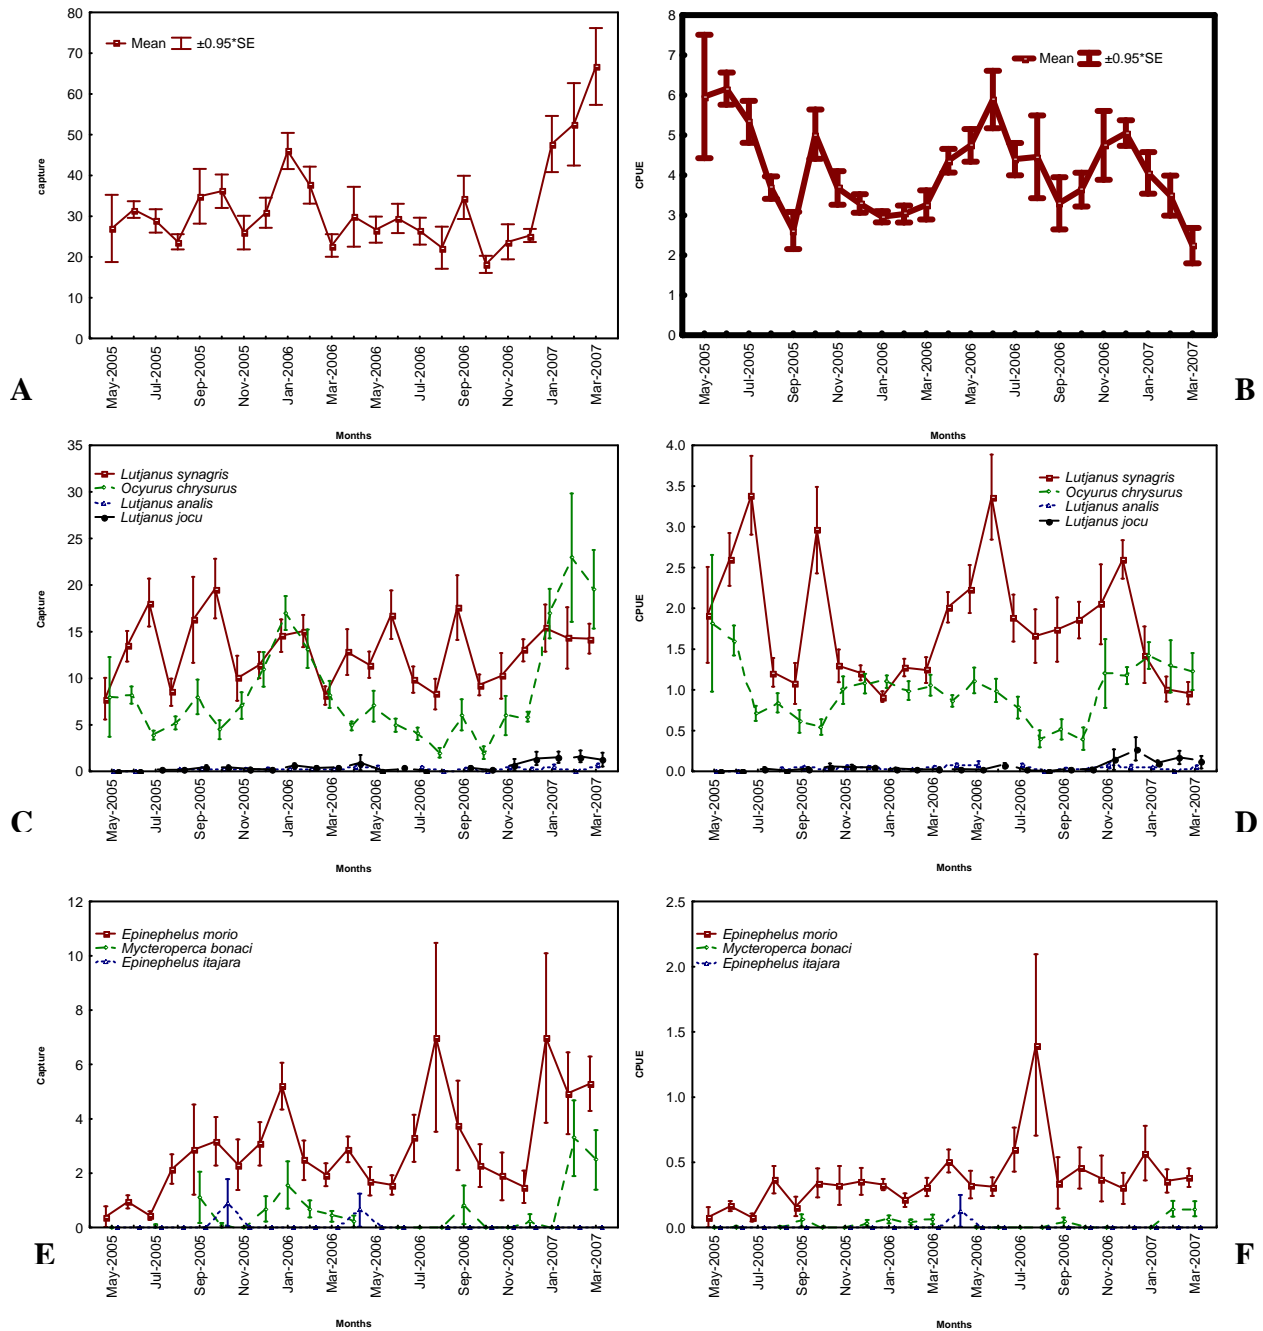 80
70
60
50
40
30
20
10
0
capture
Mean ±0.95*SE
May-2005
Jul-2005
Sep-2005
Nov-2005
Jan-2006
Mar-2006
Jul-2006
Sep-2006
Nov-2006
Jan-2007
Mar-2007
Months
A
8
7
6
5
4
3
2
1
0
CPUE
Mean ±0.95*SE
May-2005
Jul-2005
Sep-2005
Nov-2005
Jan-2006
Mar-2006
May-2006
Jul-2006
Sep-2006
Nov-2006
Jan-2007
Mar-2007
Months
B
35
30
25
20
15
10
5
0
Capture
Lutjanus synagris
Ocyurus chrysurus
Lutjanus analis
Lutjanus jocu
May-2005
Jul-2005
Sep-2005
Nov-2005
Jan-2006
Mar-2006
May-2006
Jul-2006
Sep-2006
Nov-2006
Jan-2007
Mar-2007
Months
C
4.0
3.5
3.0
2.5
2.0
1.5
1.0
0.5
0.0
CPUE
Lutjanus synagris
Ocyurus chrysurus
Lutjanus analis
Lutjanus jocu
May-2005
Jul-2005
Sep-2005
Nov-2005
Jan-2006
Mar-2006
May-2006
Jul-2006
Sep-2006
Nov-2006
Jan-2007
Mar-2007
Months
D
12
10
8
6
4
2
0
Capture
Epinephelus morio
Mycteroperca bonaci
Epinephelus itajara
May-2005
Jul-2005
Sep-2005
Nov-2005
Jan-2006
Mar-2006
May-2006
Jul-2006
Sep-2006
Nov-2006
Jan-2007
Mar-2007
Months
E
2.5
2.0
1.5
1.0
0.5
0.0
CPUE
Epinephelus morio
Mycteroperca bonaci
Epinephelus itajara
May-2005
Jul-2005
Sep-2005
Nov-2005
Jan-2006
Mar-2006
May-2006
Jul-2006
Sep-2006
Nov-2006
Jan-2007
Mar-2007
Months
F